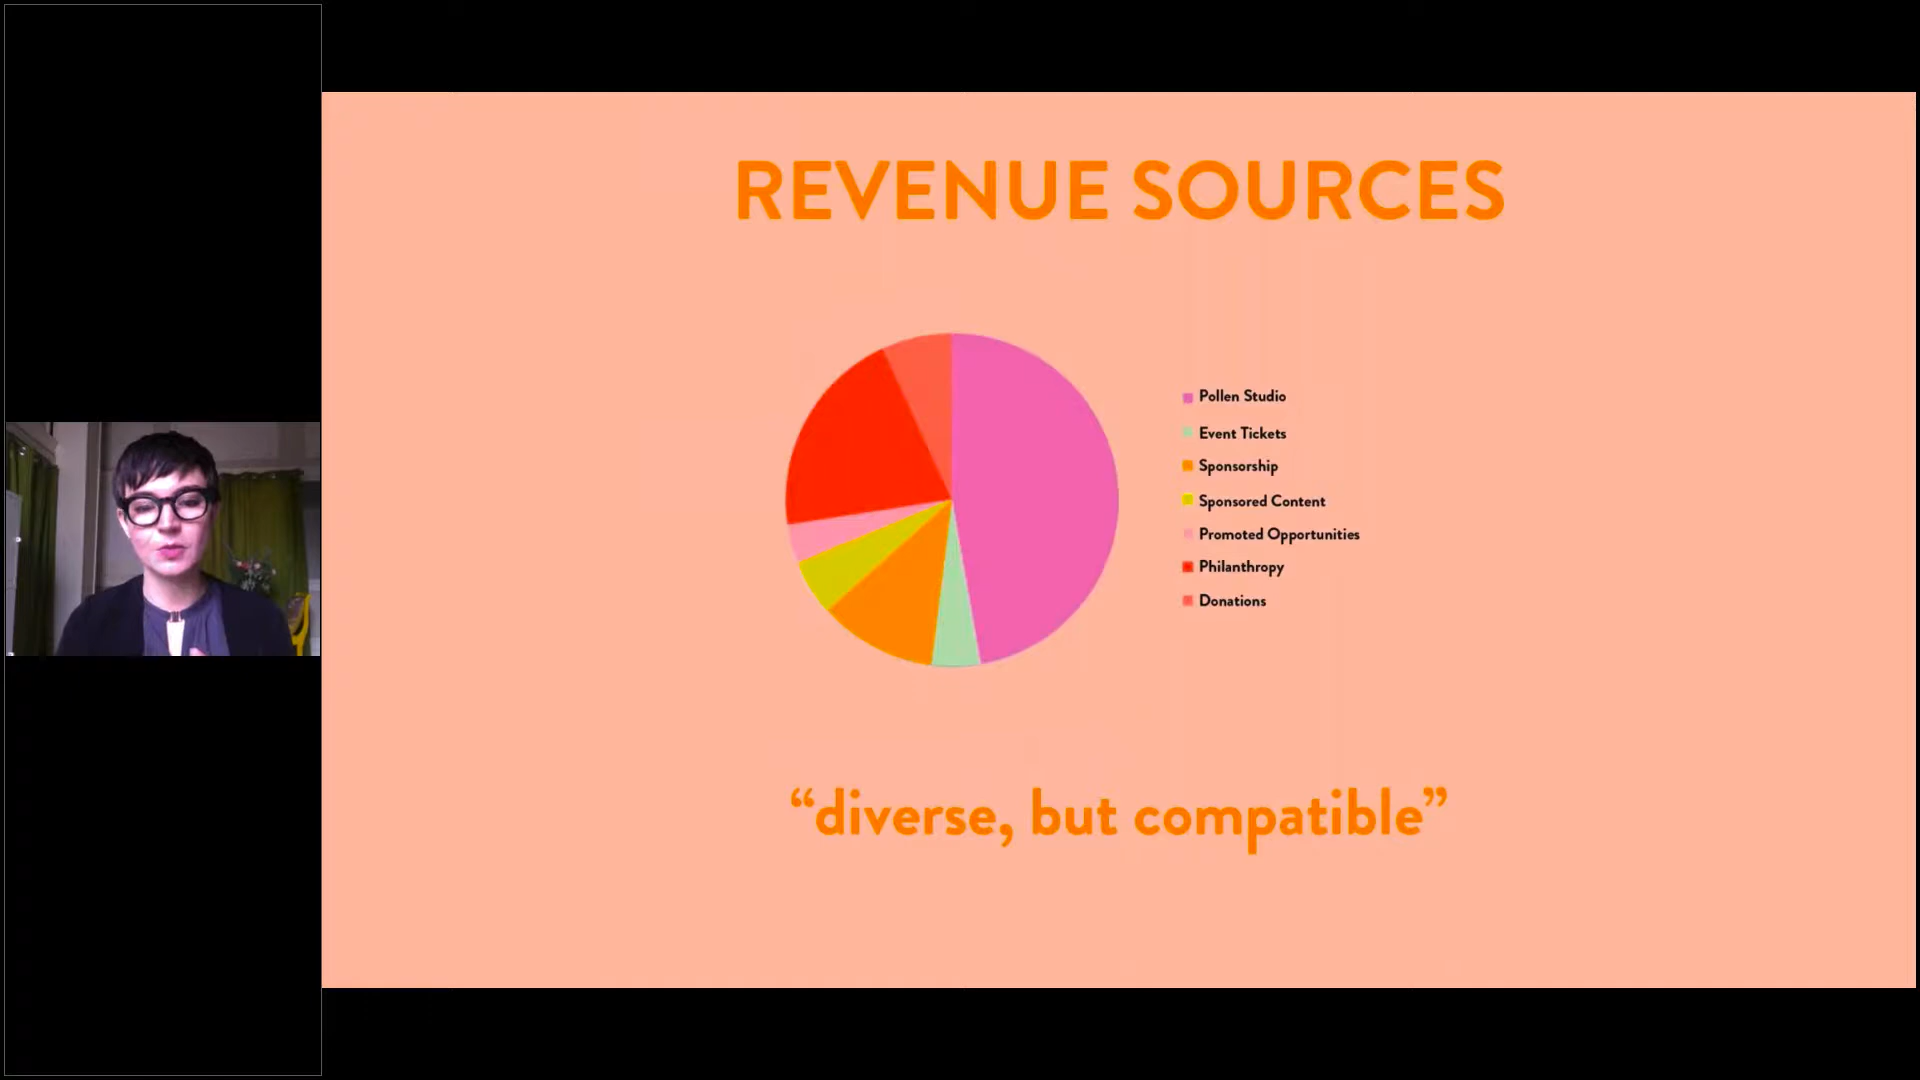 REVENUE SOURCES
Pollen Studio
Event Tickets
Sponsorship
Sponsored Content
Promoted Opportunities
Philanthropy
Donations
“diverse, but compatible”